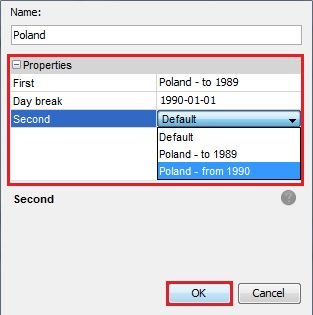 Name:
Poland
Properties
First Poland - to 1989
Day break 1990-01-01
Second Default
Default
Poland - to 1989
Poland - from 1990
Second ?
OK Cancel